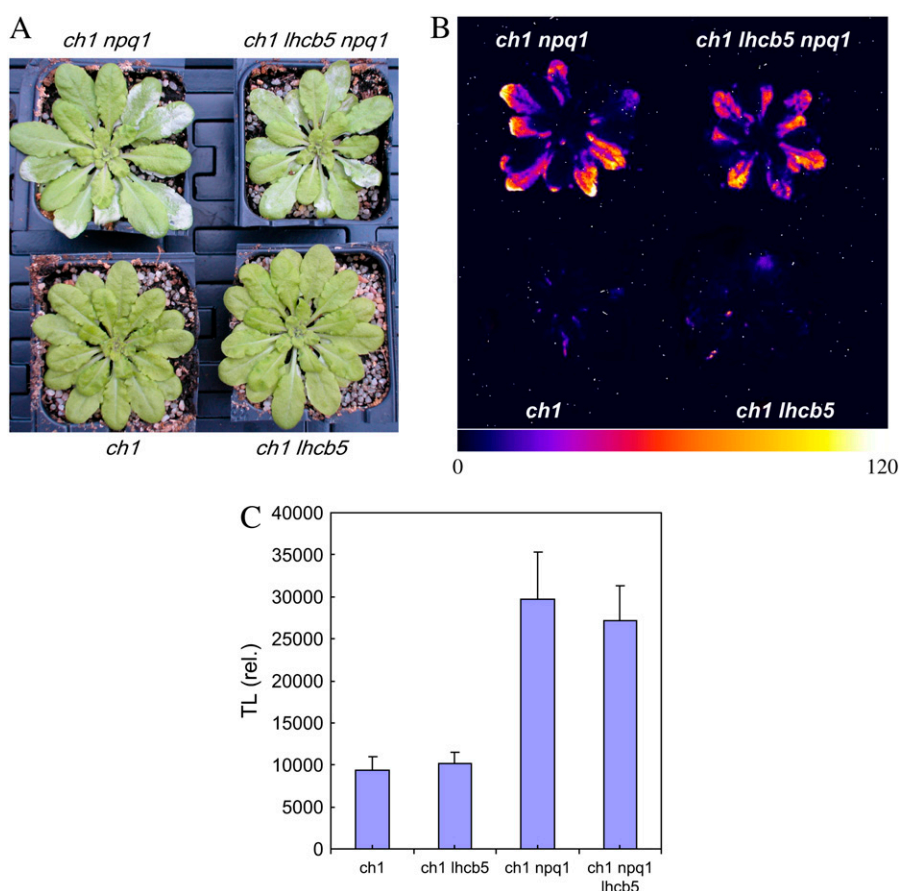 A
ch1 npq1
ch1 lhcb5 npq1
ch1
ch1 lhcb5
B
ch1 npq1
ch1 lhcb5 npq1
ch1
ch1 lhcb5
0
120
C
40000
35000
30000
25000
20000
15000
10000
5000
0
TL (rel.)
ch1
ch1 lhcb5
ch1 npq1
ch1 npq1
lhcb5